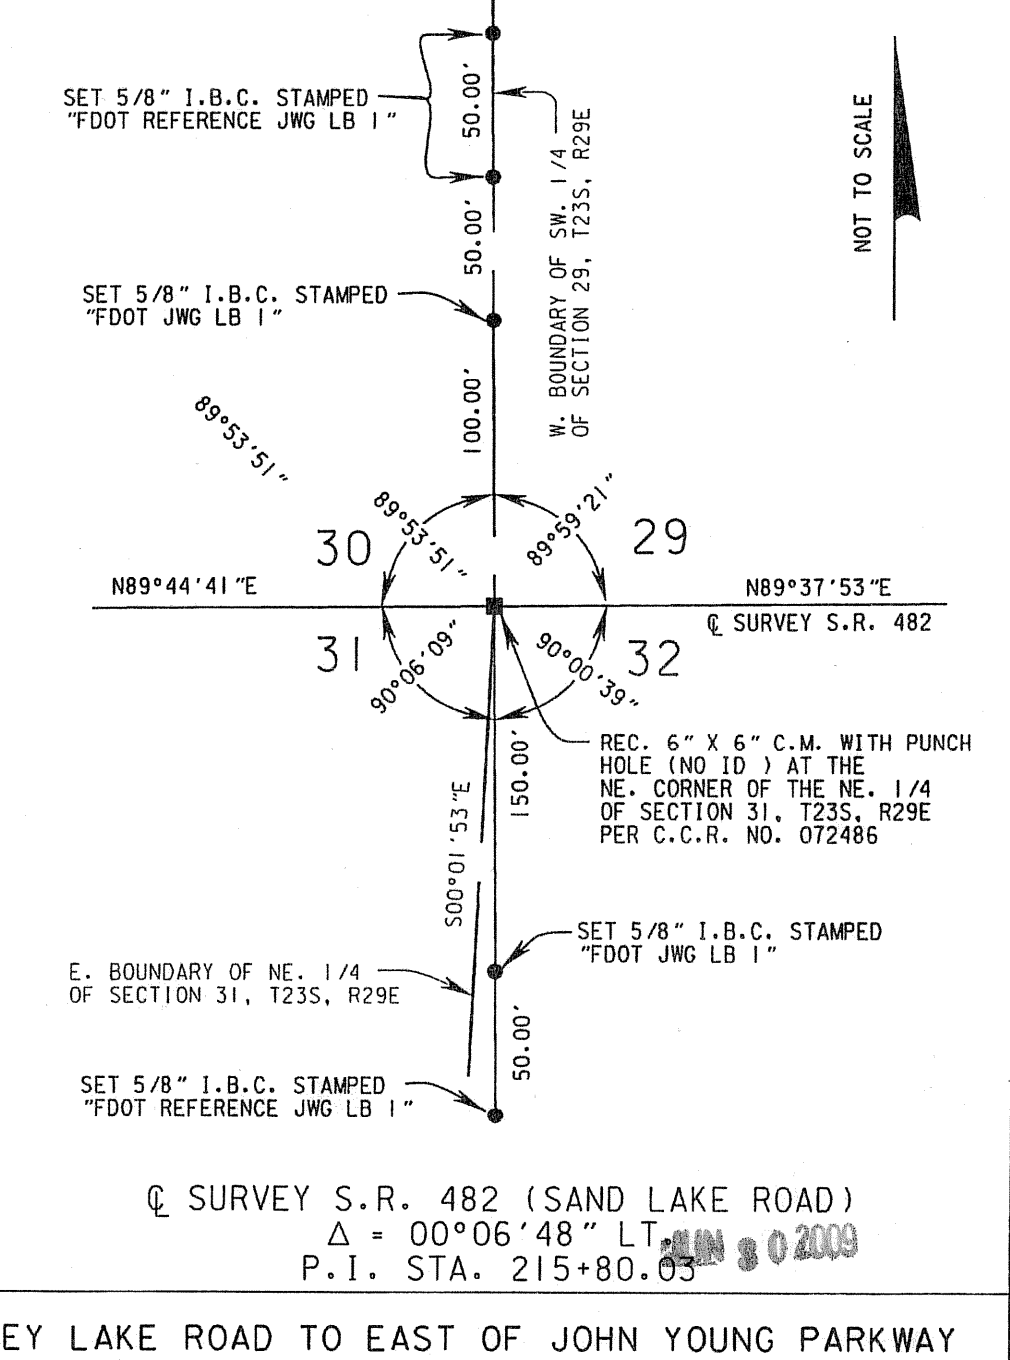 50.00'
SET 5/8" I.B.C. STAMPED
"FDOT REFERENCE JWG LB 1"
50.00'
W. BOUNDARY OF SW. 1/4
OF SECTION 29, T23S, R29E
NOT TO SCALE
SET 5/8" I.B.C. STAMPED
"FDOT JWG LB 1"
100.00'
89°53'51"
89°53'51"
89°59'21"
30
29
N89°44'41"E
N89°37'53"E
℄ SURVEY S.R. 482
31
32
90°06'09"
90°00'39"
REC. 6" X 6" C.M. WITH PUNCH
HOLE (NO ID ) AT THE
NE. CORNER OF THE NE. 1/4
OF SECTION 31, T23S, R29E
PER C.C.R. NO. 072486
150.00'
S00°01'53"E
SET 5/8" I.B.C. STAMPED
"FDOT JWG LB 1"
E. BOUNDARY OF NE. 1/4
OF SECTION 31, T23S, R29E
50.00'
SET 5/8" I.B.C. STAMPED
"FDOT REFERENCE JWG LB 1"
℄ SURVEY S.R. 482 (SAND LAKE ROAD)
Δ = 00°06'48" LT.
JUN 30 2009
P.I. STA. 215+80.03
EY LAKE ROAD TO EAST OF JOHN YOUNG PARKWAY